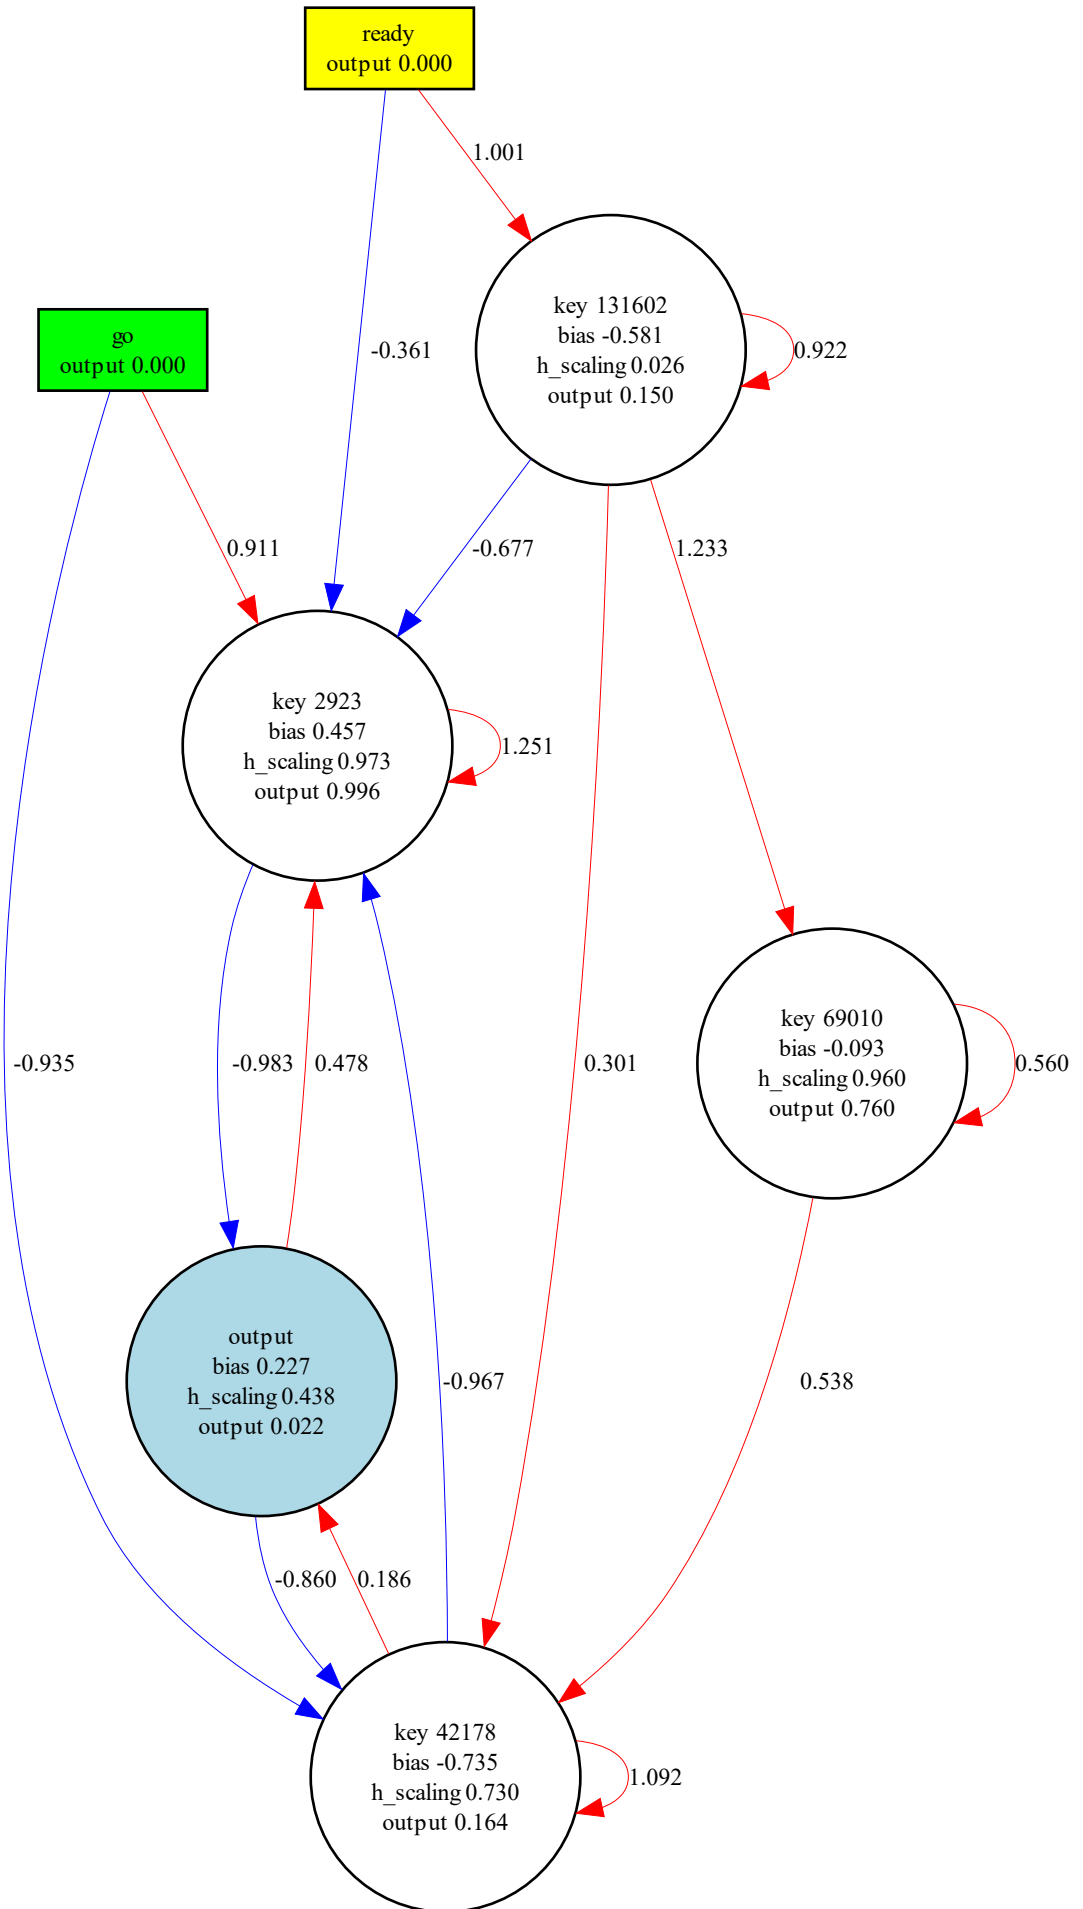 ready
output 0.000
1.001
key 131602
bias -0.581
h_scaling 0.026
output 0.150
0.922
go
output 0.000
-0.361
0.911
-0.677
1.233
key 2923
bias 0.457
h_scaling 0.973
output 0.996
1.251
key 69010
bias -0.093
h_scaling 0.960
output 0.760
0.560
-0.935
-0.983
0.478
0.301
output
bias 0.227
h_scaling 0.438
output 0.022
-0.967
0.538
-0.860
0.186
key 42178
bias -0.735
h_scaling 0.730
output 0.164
1.092